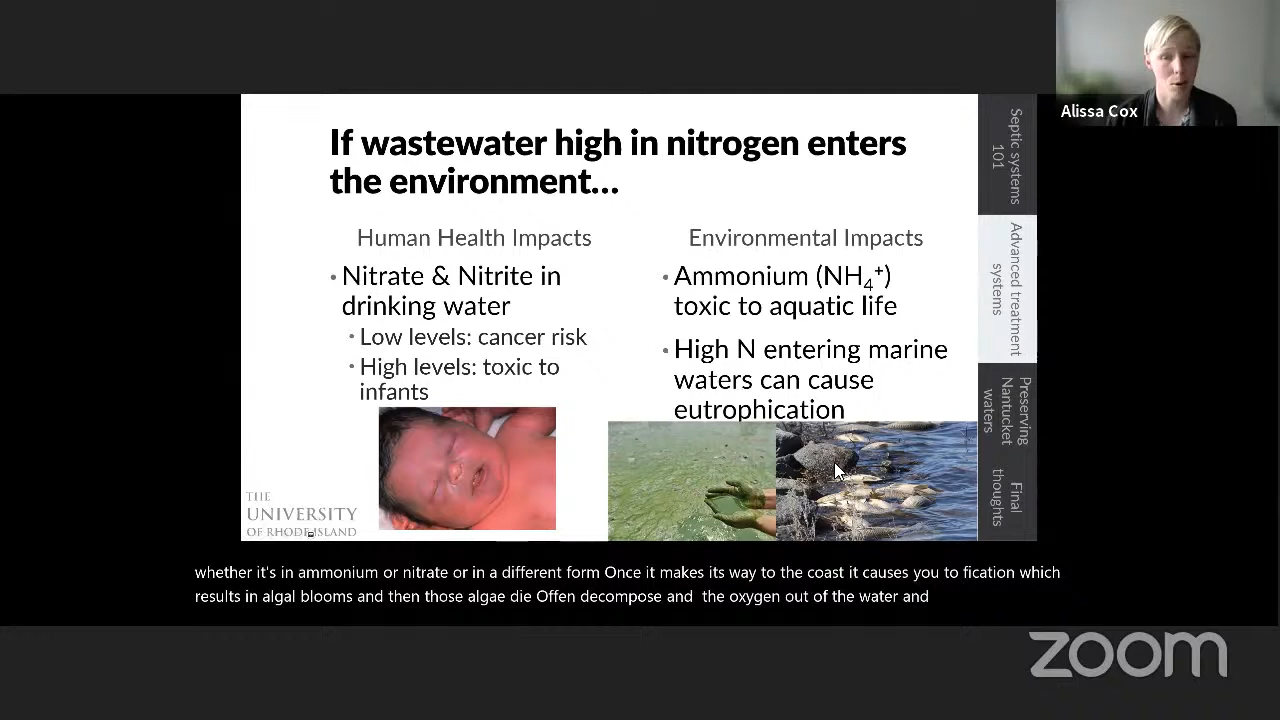 Alissa Cox
If wastewater high in nitrogen enters
the environment...
Human Health Impacts
• Nitrate & Nitrite in
drinking water
• Low levels: cancer risk
• High levels: toxic to
infants
Environmental Impacts
• Ammonium (NH₄⁺)
toxic to aquatic life
• High N entering marine
waters can cause
eutrophication
THE
UNIVERSITY
OF RHODE ISLAND
Septic systems
101
Advanced treatment
systems
Preserving
Nantucket
waters
Final
thoughts
whether it's in ammonium or nitrate or in a different form Once it makes its way to the coast it causes you to fication which
results in algal blooms and then those algae die Offen decompose and the oxygen out of the water and
zoom